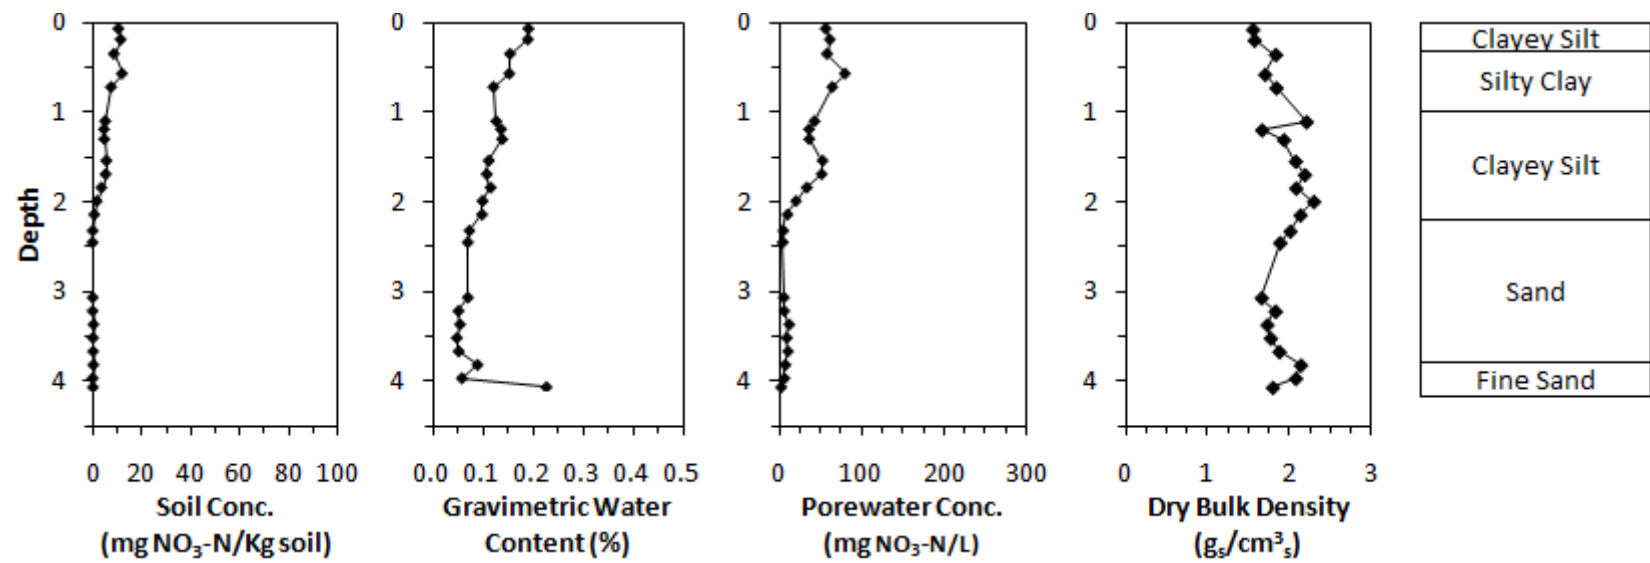 0
0
0
0
Clayey Silt
Silty Clay
1
1
1
1
Clayey Silt
Depth
2
2
2
2
3
3
3
3
Sand
4
4
4
4
Fine Sand
0 20 40 60 80 100
0.0 0.1 0.2 0.3 0.4 0.5
0 100 200 300
0 1 2 3
Soil Conc.
(mg NO₃-N/Kg soil)
Gravimetric Water
Content (%)
Porewater Conc.
(mg NO₃-N/L)
Dry Bulk Density
(gₛ/cm³ₛ)